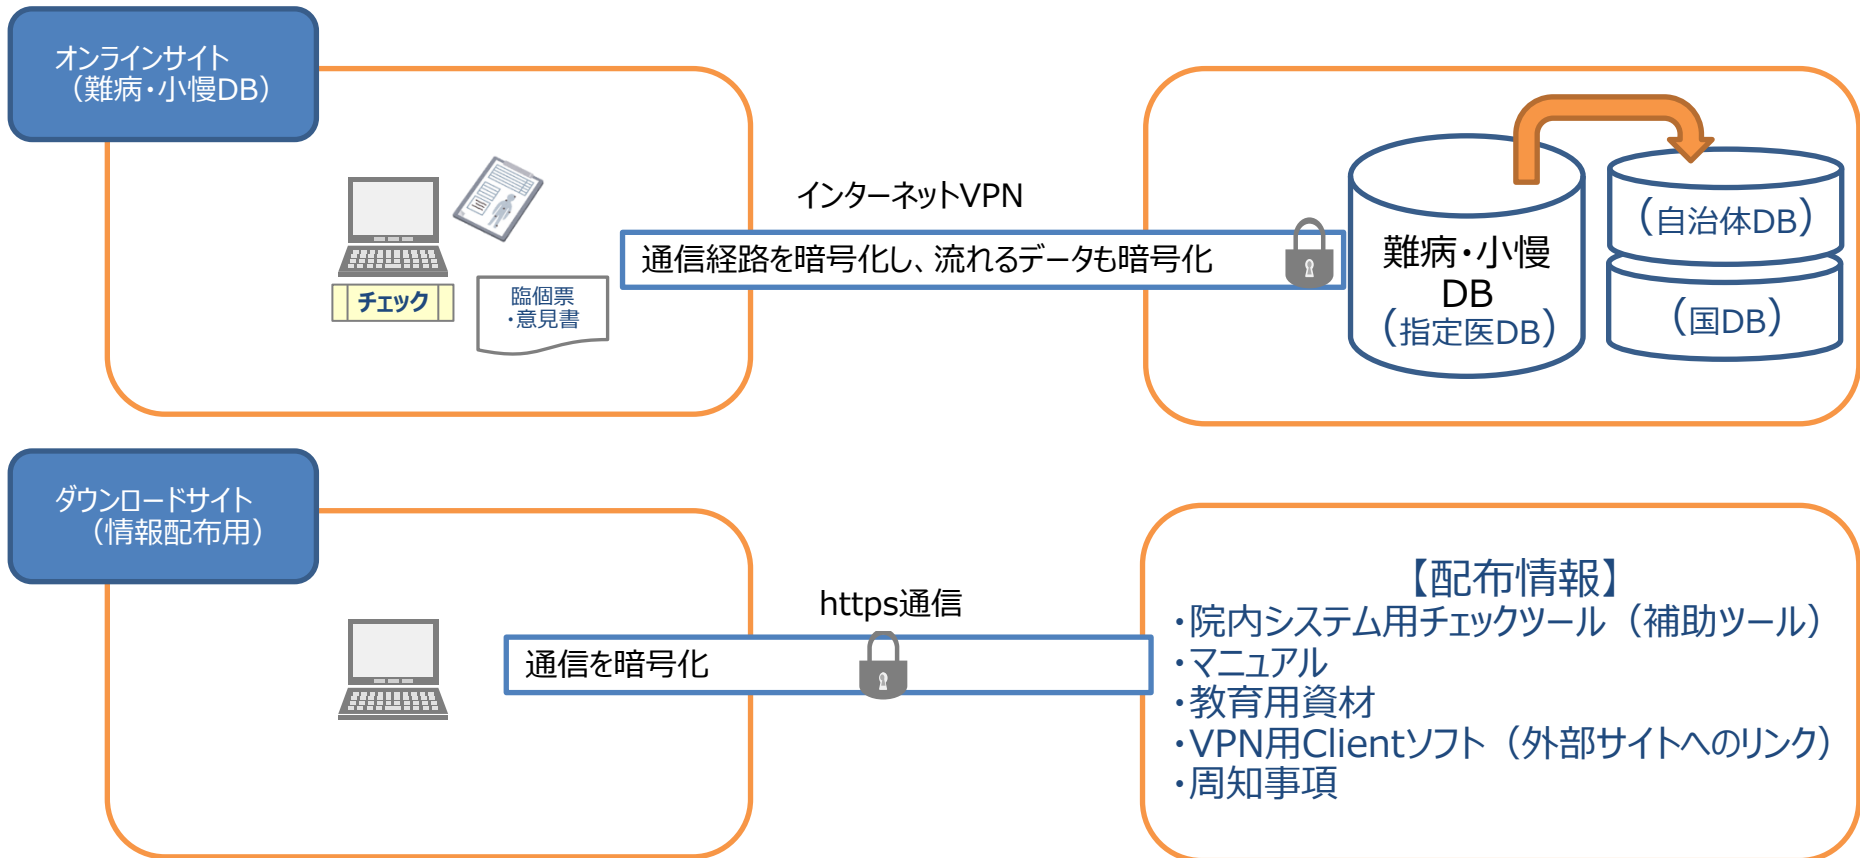 オンラインサイト
（難病・小慢DB）
インターネットVPN
通信経路を暗号化し、流れるデータも暗号化
チェック
臨個票
・意見書
難病・小慢
DB
（指定医DB）
（自治体DB）
（国DB）
ダウンロードサイト
（情報配布用）
https通信
通信を暗号化
【配布情報】
・院内システム用チェックツール（補助ツール）
・マニュアル
・教育用資材
・VPN用Clientソフト（外部サイトへのリンク）
・周知事項